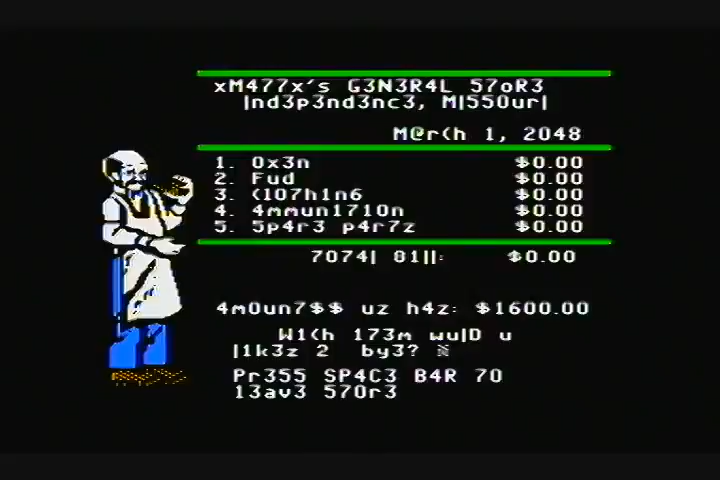 xM477x's G3N3R4L 57oR3
|nd3p3nd3nc3, M|550ur|
M@r(h 1, 2048
1. 0x3n $0.00
2. Fud $0.00
3. (l07h1n6 $0.00
4. 4mmun1710n $0.00
5. 5p4r3 p4r7z $0.00
7074| 81||: $0.00
4m0un7$$ uz h4z: $1600.00
W1(h 173m wu|D u
|1k3z 2 by3?
Pr355 SP4C3 B4R 70
13av3 570r3